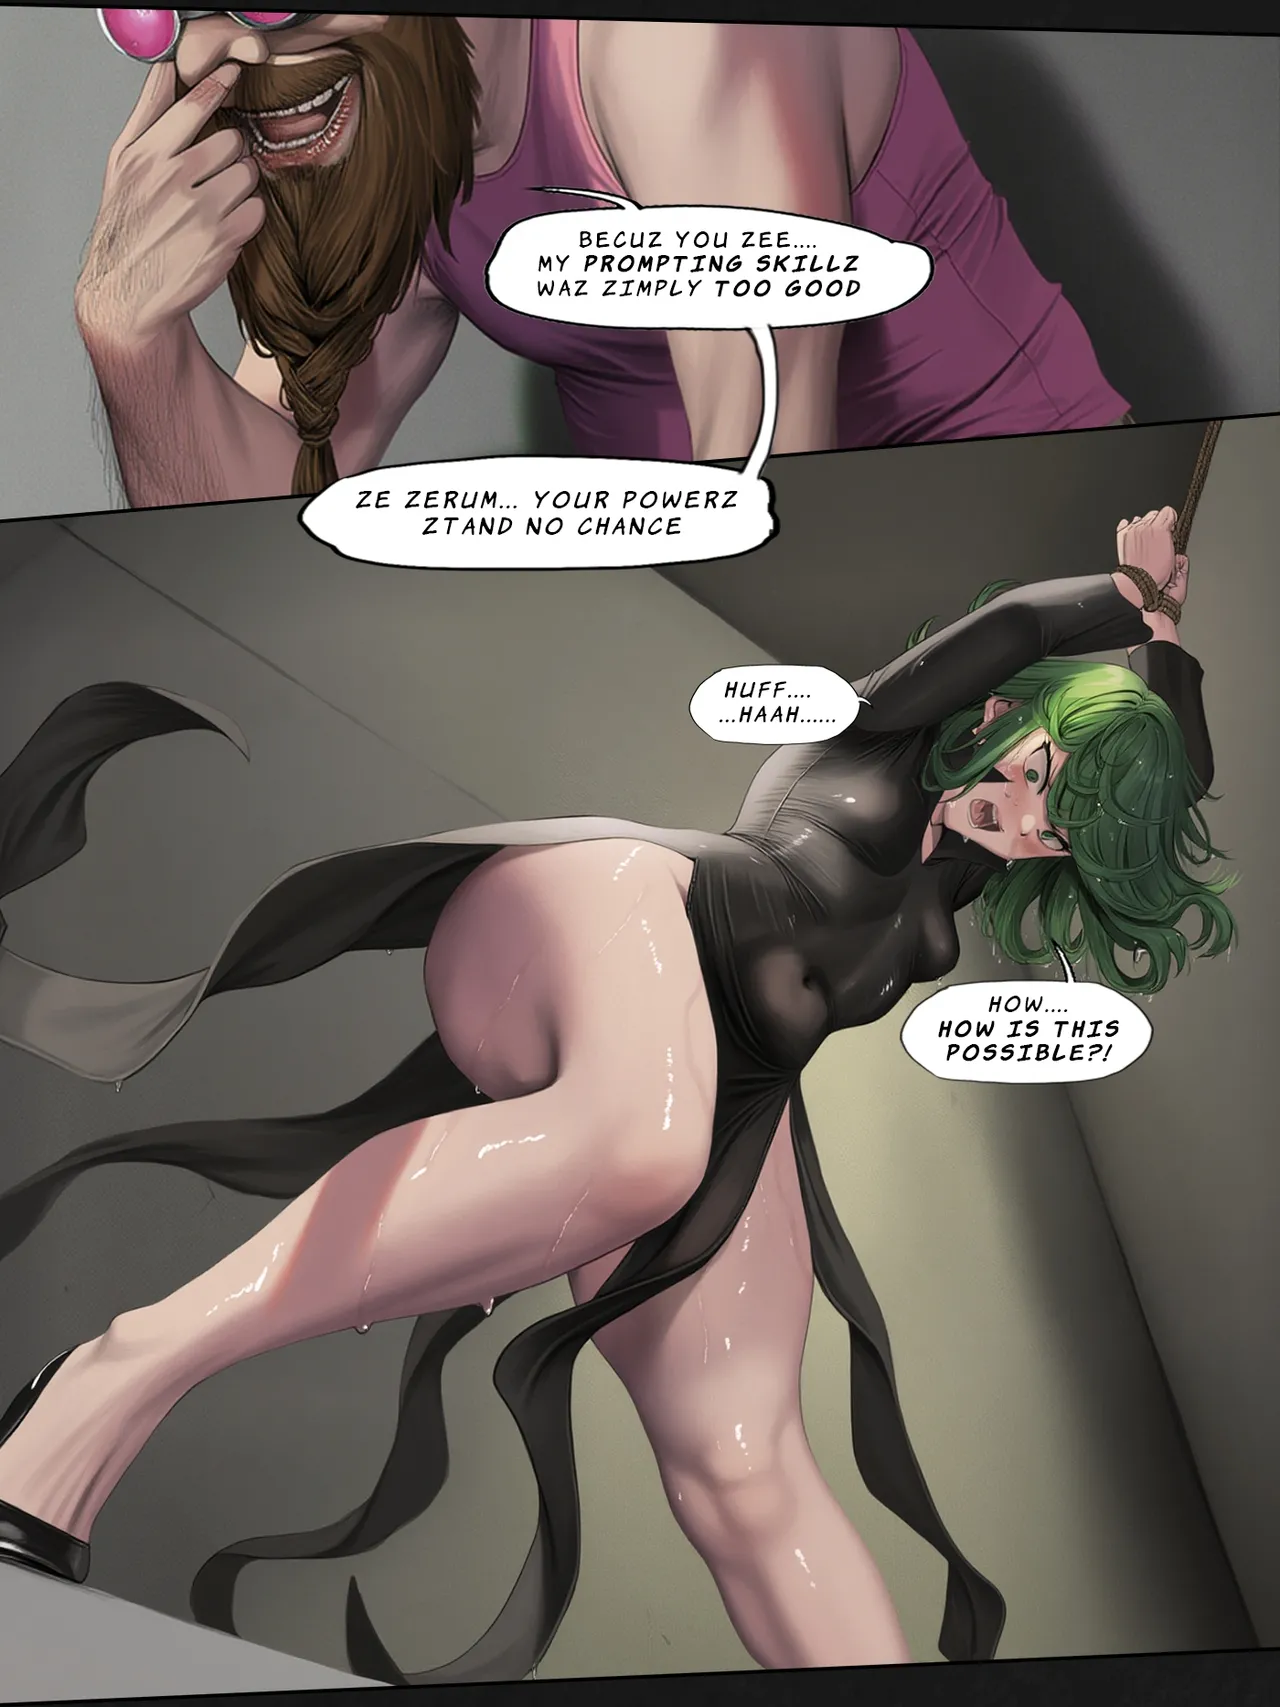 BECUZ YOU ZEE....
MY PROMPTING SKILLZ
WAZ ZIMPLY TOO GOOD
ZE ZERUM... YOUR POWERZ
ZTAND NO CHANCE
HUFF....
...HAAH......
HOW....
HOW IS THIS
POSSIBLE?!